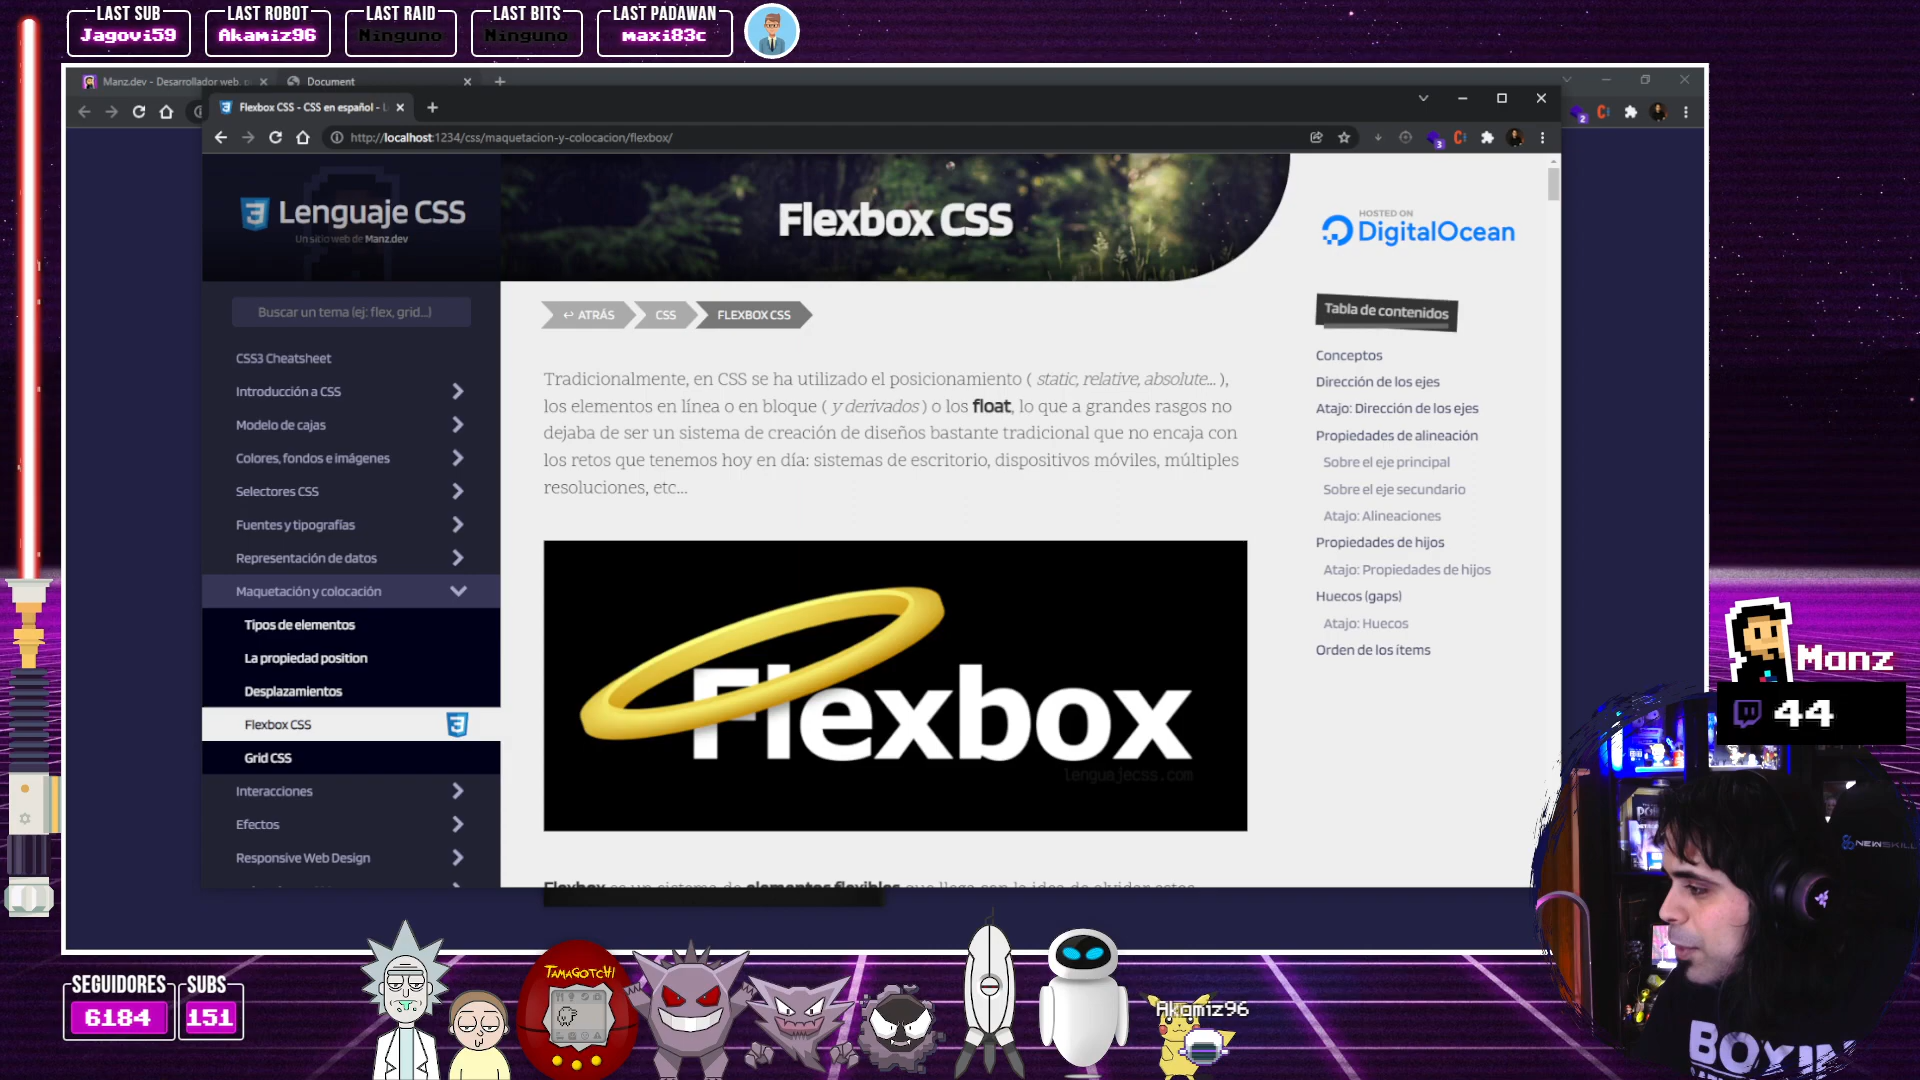 LAST SUB
Jagovi59
LAST ROBOT
Akamiz96
LAST RAID
Ninguno
LAST BITS
Ninguno
LAST PADAWAN
maxi83c
Manz.dev - Desarrollador web,
Document
Flexbox CSS - CSS en español -
http://localhost:1234/css/maquetacion-y-colocacion/flexbox/
2
3
Lenguaje CSS
Un sitio web de Manz.dev
Flexbox CSS
HOSTED ON
DigitalOcean
Buscar un tema (ej: flex, grid...)
CSS3 Cheatsheet
Introducción a CSS
Modelo de cajas
Colores, fondos e imágenes
Selectores CSS
Fuentes y tipografías
Representación de datos
Maquetación y colocación
Tipos de elementos
La propiedad position
Desplazamientos
Flexbox CSS
Grid CSS
Interacciones
Efectos
Responsive Web Design
↩ ATRÁS
CSS
FLEXBOX CSS
Tradicionalmente, en CSS se ha utilizado el posicionamiento ( static, relative, absolute... ),
los elementos en línea o en bloque ( y derivados ) o los float, lo que a grandes rasgos no
dejaba de ser un sistema de creación de diseños bastante tradicional que no encaja con
los retos que tenemos hoy en día: sistemas de escritorio, dispositivos móviles, múltiples
resoluciones, etc...
Flexbox
lenguajecss.com
Tabla de contenidos
Conceptos
Dirección de los ejes
Atajo: Dirección de los ejes
Propiedades de alineación
Sobre el eje principal
Sobre el eje secundario
Atajo: Alineaciones
Propiedades de hijos
Atajo: Propiedades de hijos
Huecos (gaps)
Atajo: Huecos
Orden de los ítems
Manz
44
NEWSKILL
SEGUIDORES
6184
SUBS
151
TAMAGOTCHI
Akamiz96
BOXIN